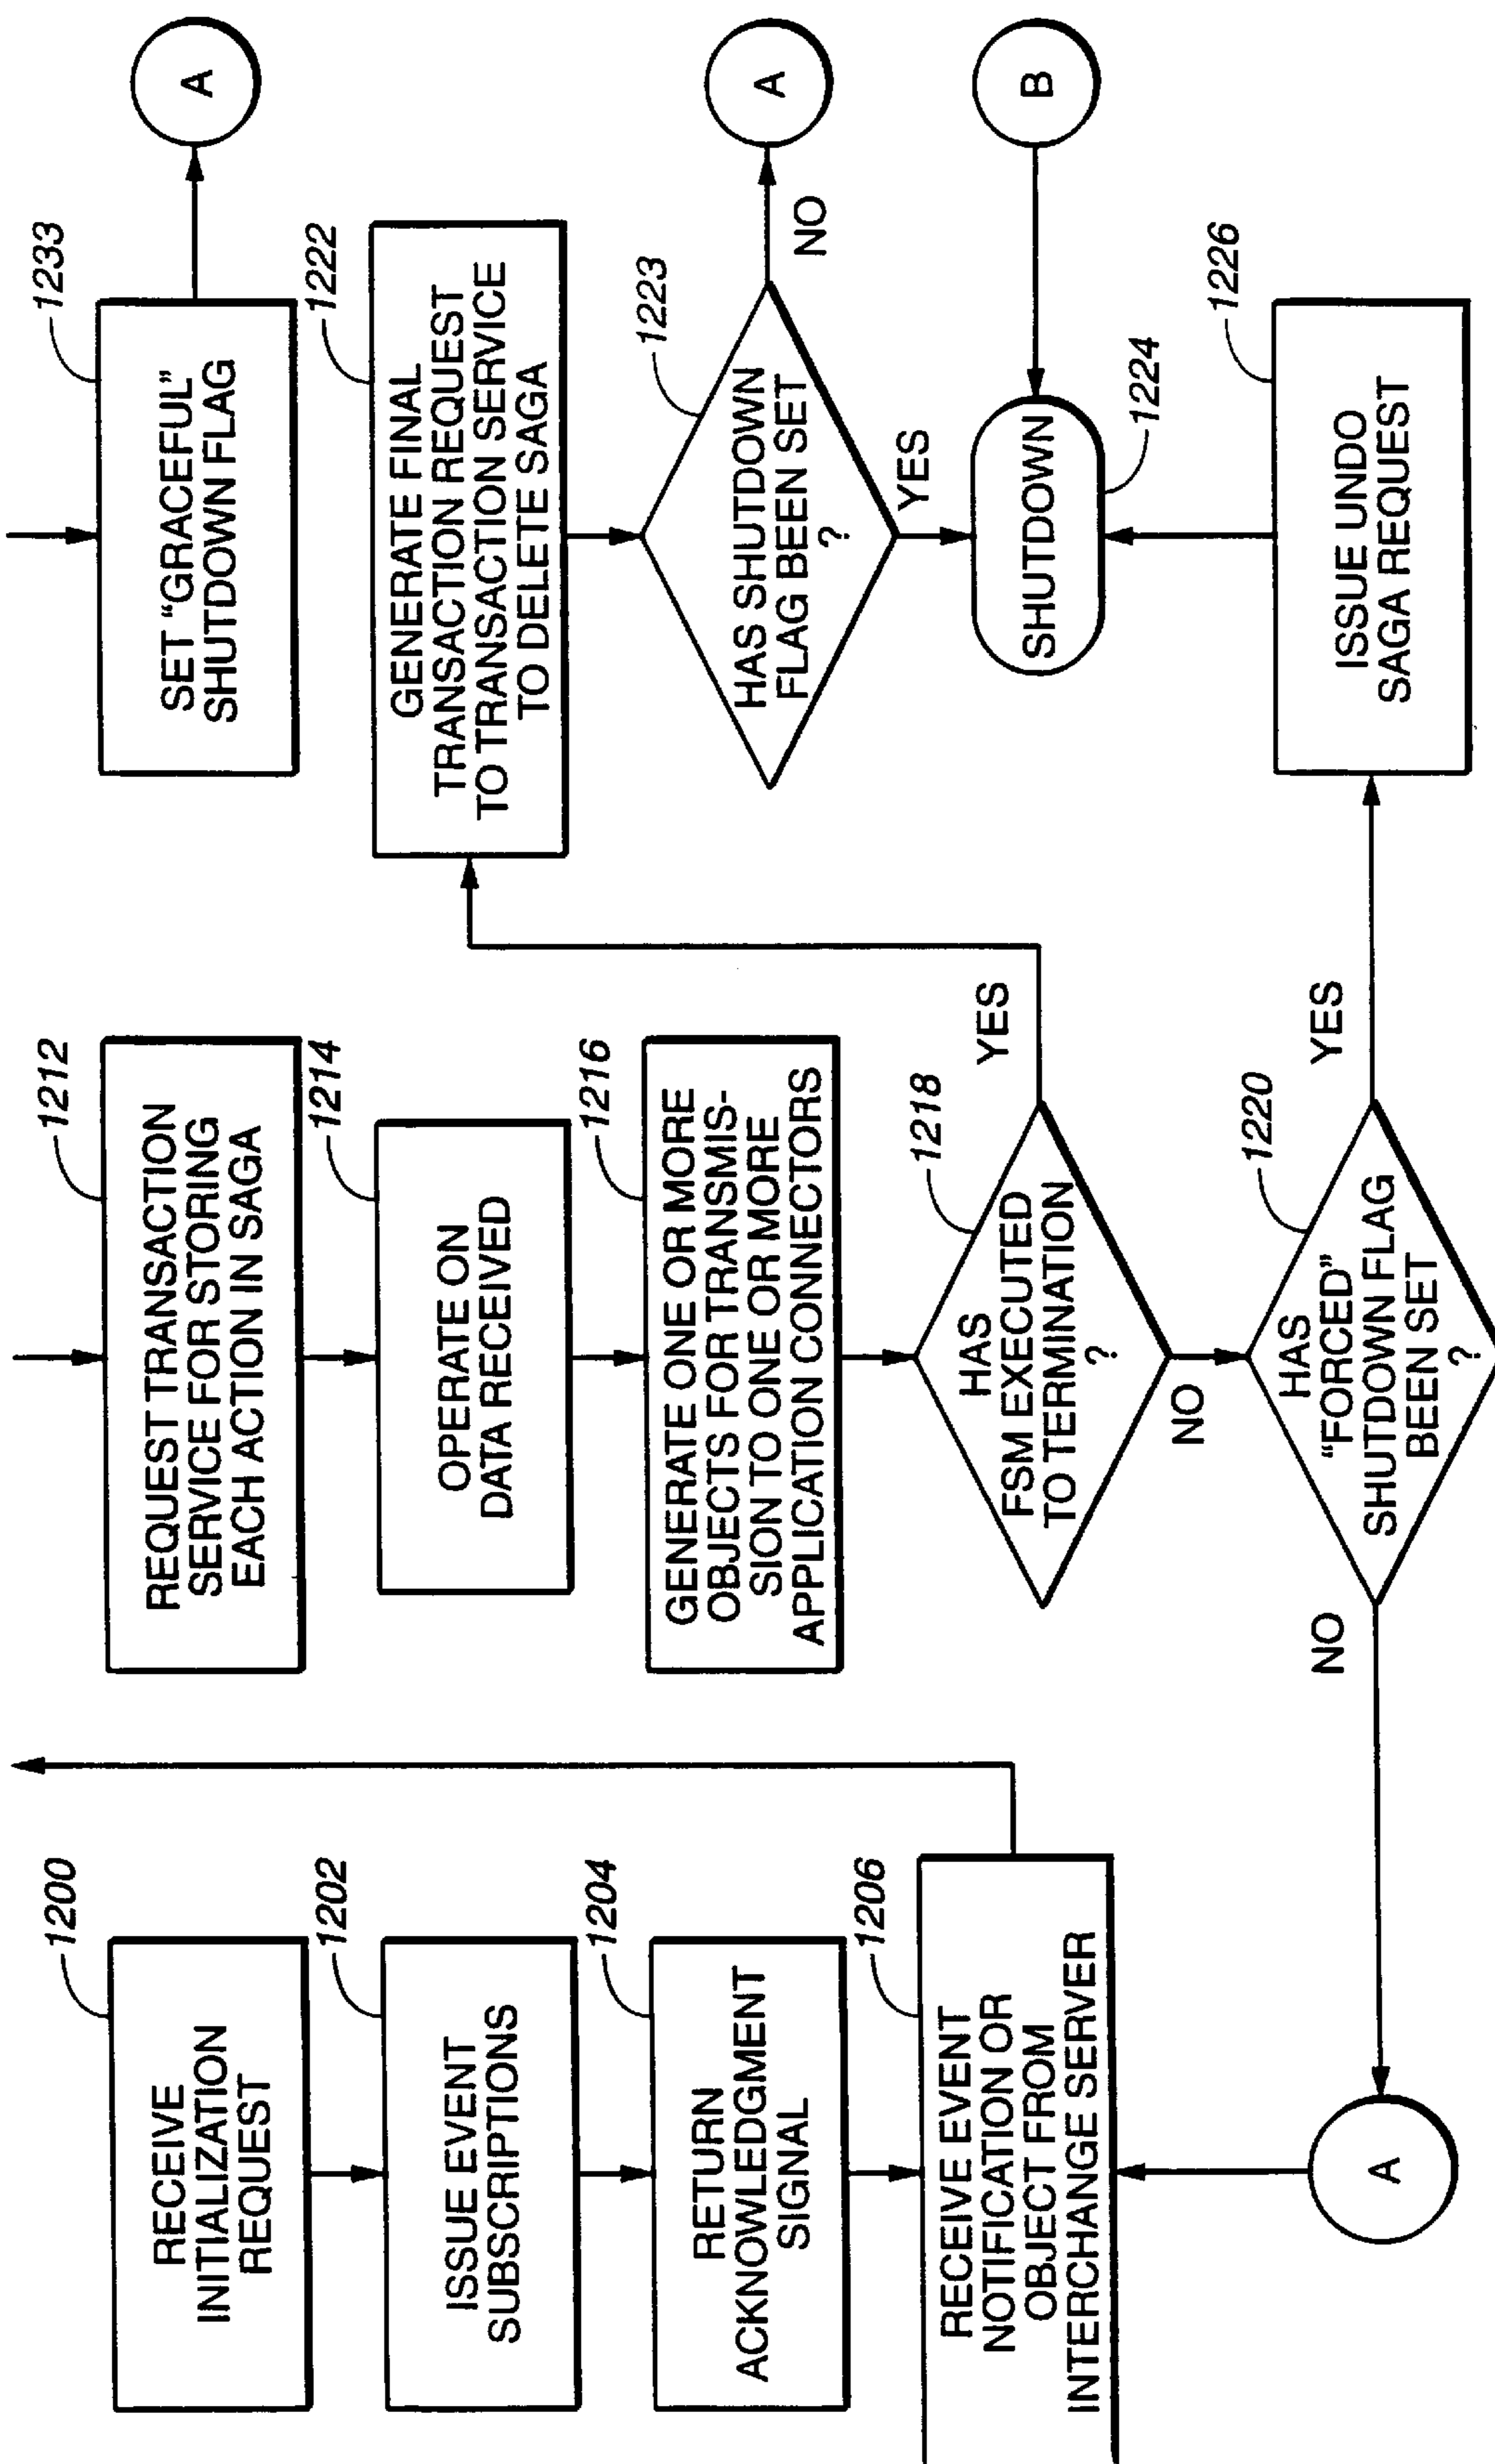 1200
RECEIVE
INITIALIZATION
REQUEST
1202
ISSUE EVENT
SUBSCRIPTIONS
1204
RETURN
ACKNOWLEDGMENT
SIGNAL
1206
RECEIVE EVENT
NOTIFICATION OR
OBJECT FROM
INTERCHANGE SERVER
A
1212
REQUEST TRANSACTION
SERVICE FOR STORING
EACH ACTION IN SAGA
1214
OPERATE ON
DATA RECEIVED
1216
GENERATE ONE OR MORE
OBJECTS FOR TRANSMIS-
SION TO ONE OR MORE
APPLICATION CONNECTORS
1218
HAS
FSM EXECUTED
TO TERMINATION
?
YES
NO
1220
HAS
“FORCED”
SHUTDOWN FLAG
BEEN SET
?
NO
YES
1233
SET “GRACEFUL”
SHUTDOWN FLAG
A
1222
GENERATE FINAL
TRANSACTION REQUEST
TO TRANSACTION SERVICE
TO DELETE SAGA
1223
HAS SHUTDOWN
FLAG BEEN SET
?
NO
A
YES
SHUTDOWN
1224
B
1226
ISSUE UNDO
SAGA REQUEST